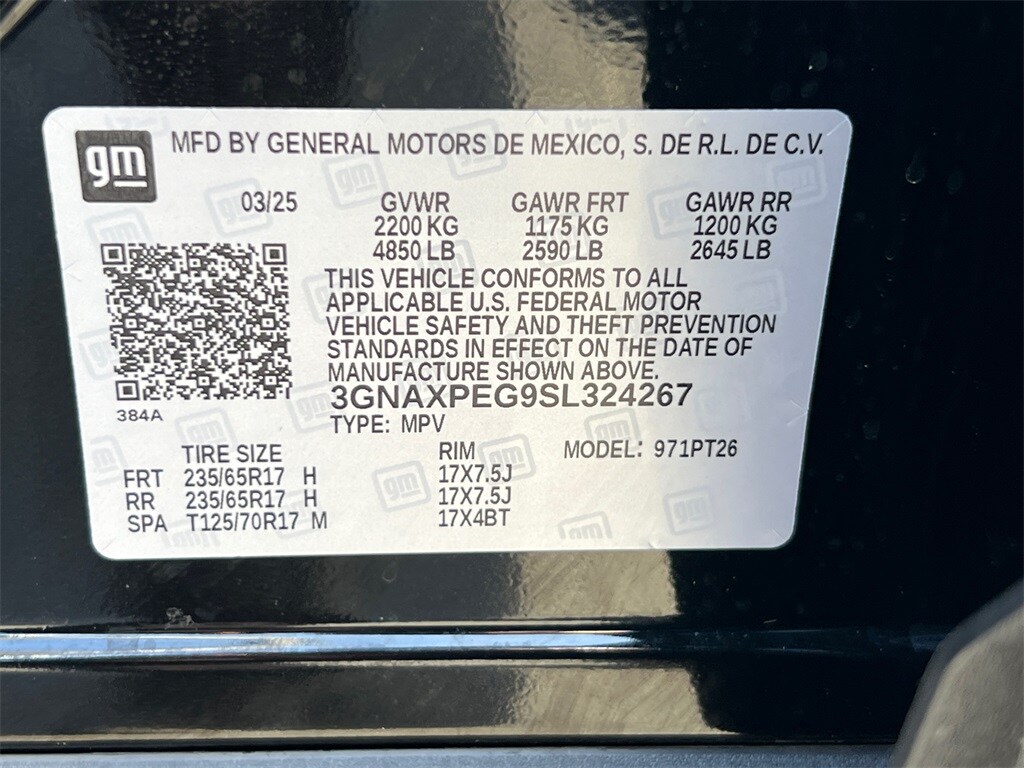 gm MFD BY GENERAL MOTORS DE MEXICO, S. DE R.L. DE C.V.
03/25 GVWR GAWR FRT GAWR RR
2200 KG 1175 KG 1200 KG
4850 LB 2590 LB 2645 LB
THIS VEHICLE CONFORMS TO ALL
APPLICABLE U.S. FEDERAL MOTOR
VEHICLE SAFETY AND THEFT PREVENTION
STANDARDS IN EFFECT ON THE DATE OF
MANUFACTURE SHOWN ABOVE.
3GNAXPEG9SL324267
384A
TYPE: MPV
TIRE SIZE RIM MODEL: 971PT26
FRT 235/65R17 H 17X7.5J
RR 235/65R17 H 17X7.5J
SPA T125/70R17 M 17X4BT